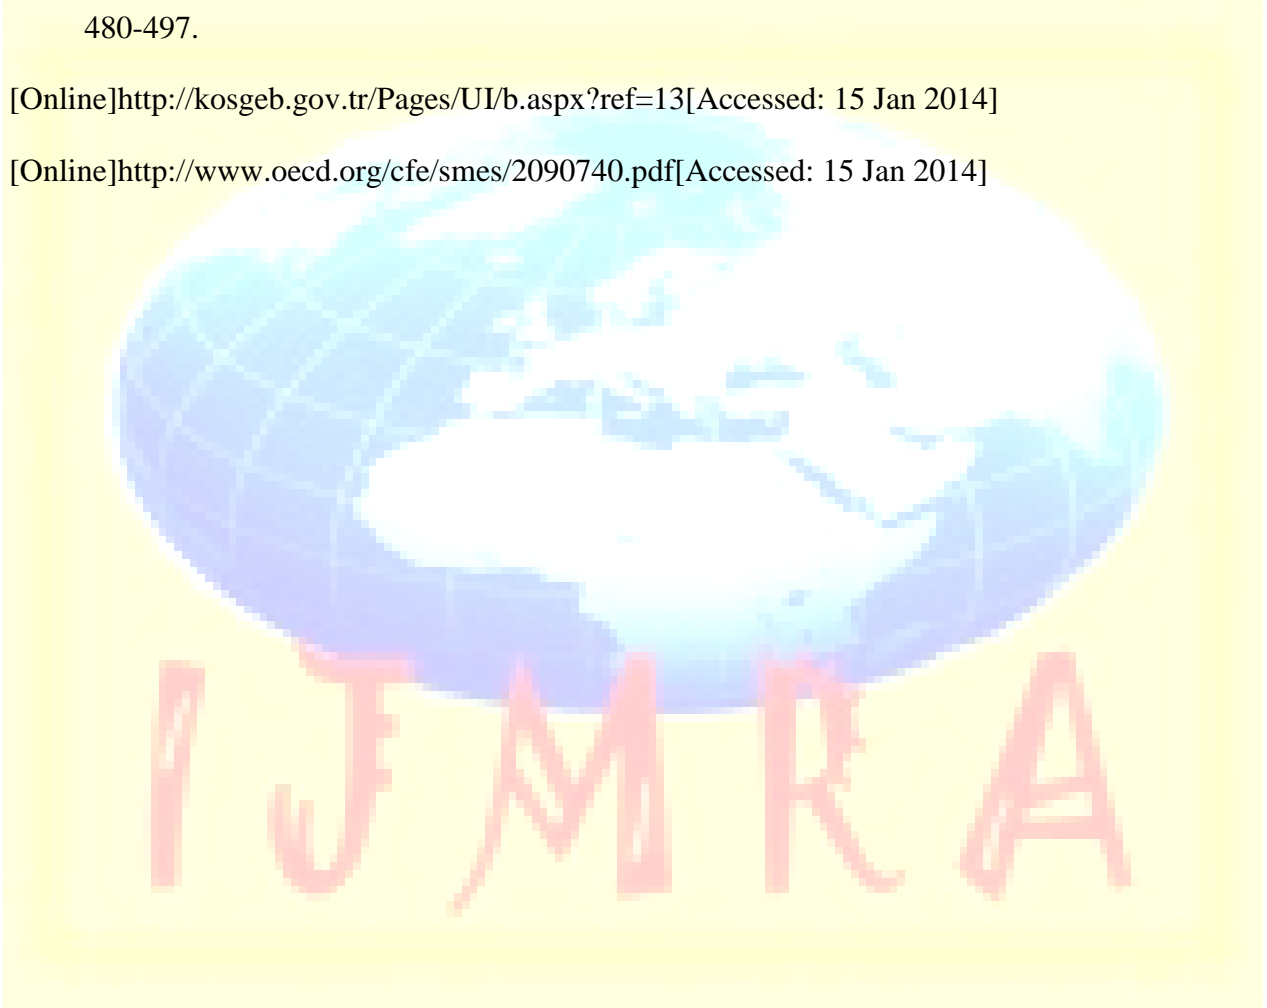 480-497.
[Online]http://kosgeb.gov.tr/Pages/UI/b.aspx?ref=13[Accessed: 15 Jan 2014]
[Online]http://www.oecd.org/cfe/smes/2090740.pdf[Accessed: 15 Jan 2014]
IJMRA